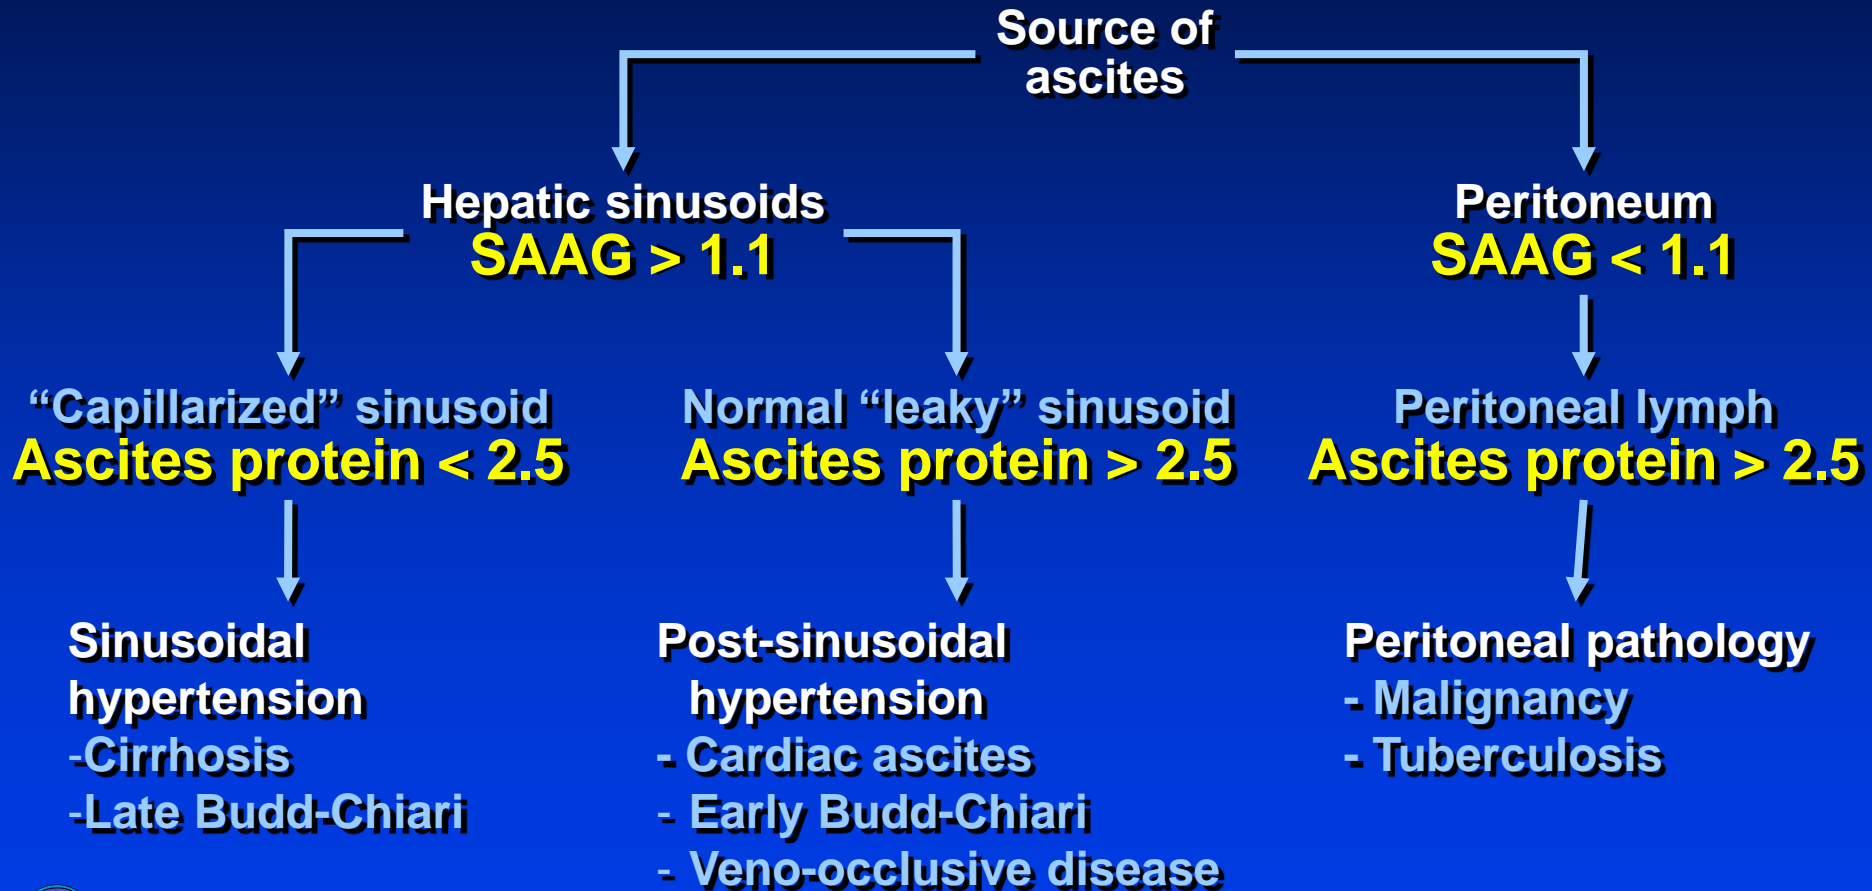 Source of
ascites
Hepatic sinusoids
SAAG > 1.1
Peritoneum
SAAG < 1.1
“Capillarized” sinusoid
Ascites protein < 2.5
Normal “leaky” sinusoid
Ascites protein > 2.5
Peritoneal lymph
Ascites protein > 2.5
Sinusoidal
hypertension
-Cirrhosis
-Late Budd-Chiari
Post-sinusoidal
hypertension
- Cardiac ascites
- Early Budd-Chiari
- Veno-occlusive disease
Peritoneal pathology
- Malignancy
- Tuberculosis